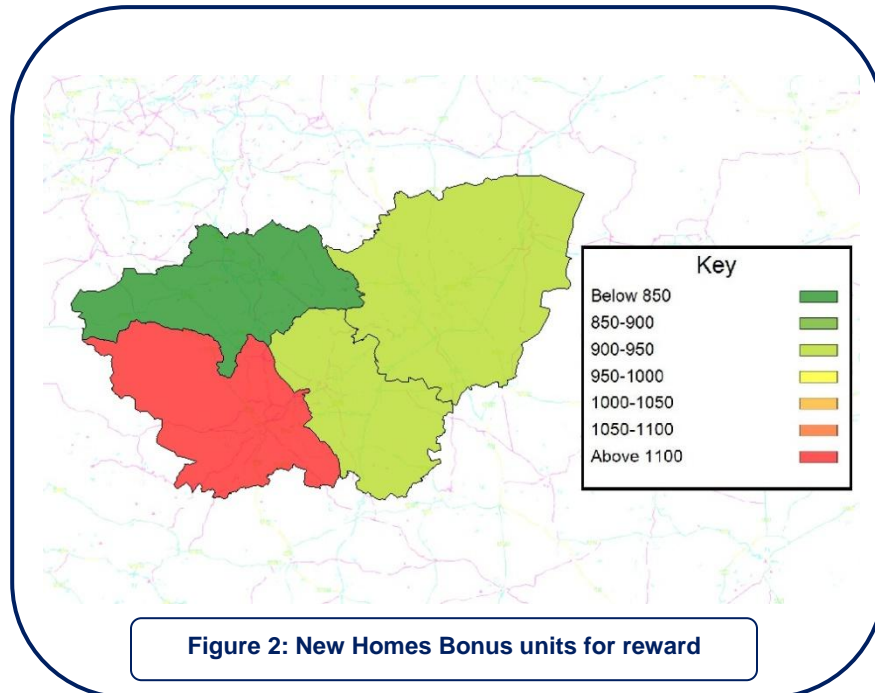 Key
Below 850
850-900
900-950
950-1000
1000-1050
1050-1100
Above 1100
Figure 2: New Homes Bonus units for reward